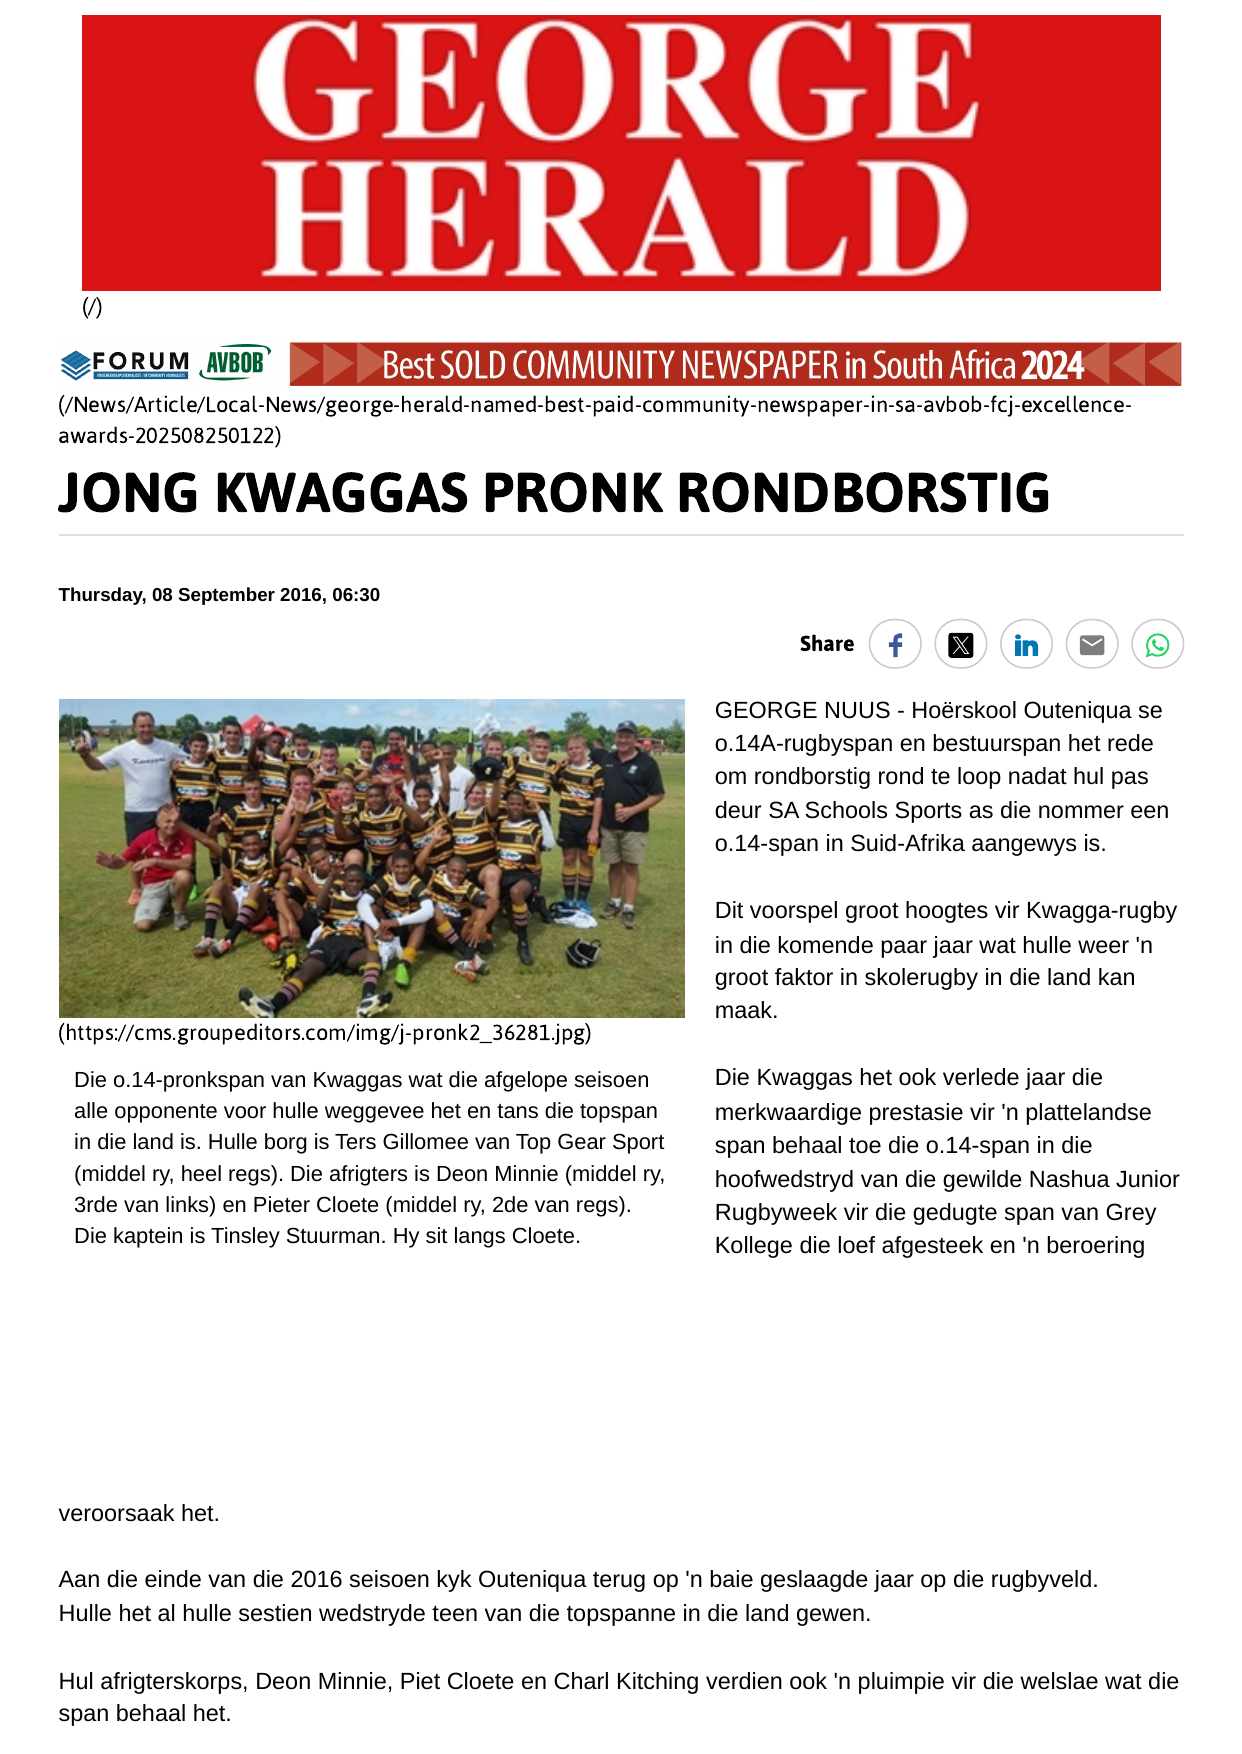 GEORGE
HERALD
(/)
FORUM AVBOB Best SOLD COMMUNITY NEWSPAPER in South Africa 2024
(/News/Article/Local-News/george-herald-named-best-paid-community-newspaper-in-sa-avbob-fcj-excellence-
awards-202508250122)
JONG KWAGGAS PRONK RONDBORSTIG
Thursday, 08 September 2016, 06:30
Share
(https://cms.groupeditors.com/img/j-pronk2_36281.jpg)
Die o.14-pronkspan van Kwaggas wat die afgelope seisoen
alle opponente voor hulle weggevee het en tans die topspan
in die land is. Hulle borg is Ters Gillomee van Top Gear Sport
(middel ry, heel regs). Die afrigters is Deon Minnie (middel ry,
3rde van links) en Pieter Cloete (middel ry, 2de van regs).
Die kaptein is Tinsley Stuurman. Hy sit langs Cloete.
GEORGE NUUS - Hoërskool Outeniqua se
o.14A-rugbyspan en bestuurspan het rede
om rondborstig rond te loop nadat hul pas
deur SA Schools Sports as die nommer een
o.14-span in Suid-Afrika aangewys is.
Dit voorspel groot hoogtes vir Kwagga-rugby
in die komende paar jaar wat hulle weer 'n
groot faktor in skolerugby in die land kan
maak.
Die Kwaggas het ook verlede jaar die
merkwaardige prestasie vir 'n plattelandse
span behaal toe die o.14-span in die
hoofwedstryd van die gewilde Nashua Junior
Rugbyweek vir die gedugte span van Grey
Kollege die loef afgesteek en 'n beroering
veroorsaak het.
Aan die einde van die 2016 seisoen kyk Outeniqua terug op 'n baie geslaagde jaar op die rugbyveld.
Hulle het al hulle sestien wedstryde teen van die topspanne in die land gewen.
Hul afrigterskorps, Deon Minnie, Piet Cloete en Charl Kitching verdien ook 'n pluimpie vir die welslae wat die
span behaal het.